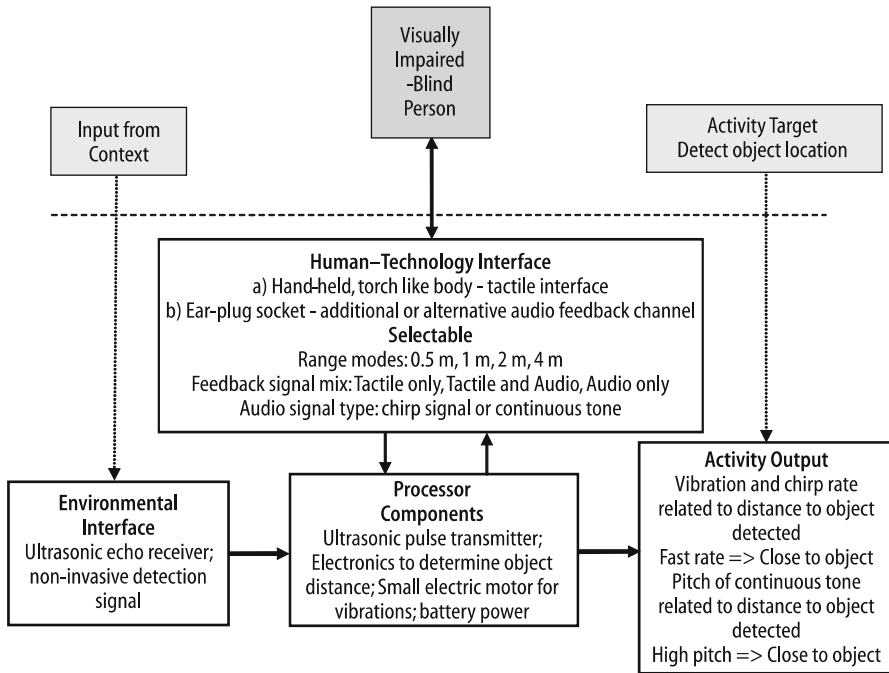 Visually
Impaired
-Blind
Person
Input from
Context
Activity Target
Detect object location
Human–Technology Interface
a) Hand-held, torch like body - tactile interface
b) Ear-plug socket - additional or alternative audio feedback channel
Selectable
Range modes: 0.5 m, 1 m, 2 m, 4 m
Feedback signal mix: Tactile only, Tactile and Audio, Audio only
Audio signal type: chirp signal or continuous tone
Environmental
Interface
Ultrasonic echo receiver;
non-invasive detection
signal
Processor
Components
Ultrasonic pulse transmitter;
Electronics to determine object
distance; Small electric motor for
vibrations; battery power
Activity Output
Vibration and chirp rate
related to distance to object
detected
Fast rate => Close to object
Pitch of continuous tone
related to distance to object
detected
High pitch => Close to object